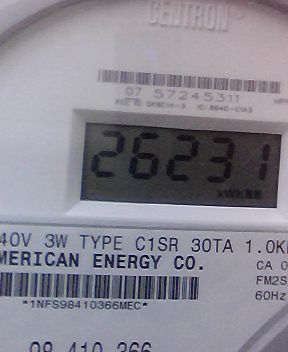 CENTRON®
07 57245311
26231
kWh
40V 3W TYPE C1SR 30TA 1.0K
MERICAN ENERGY CO.
CA 0
FM2S
60Hz
*1NFS98410366MEC*
98 410 366